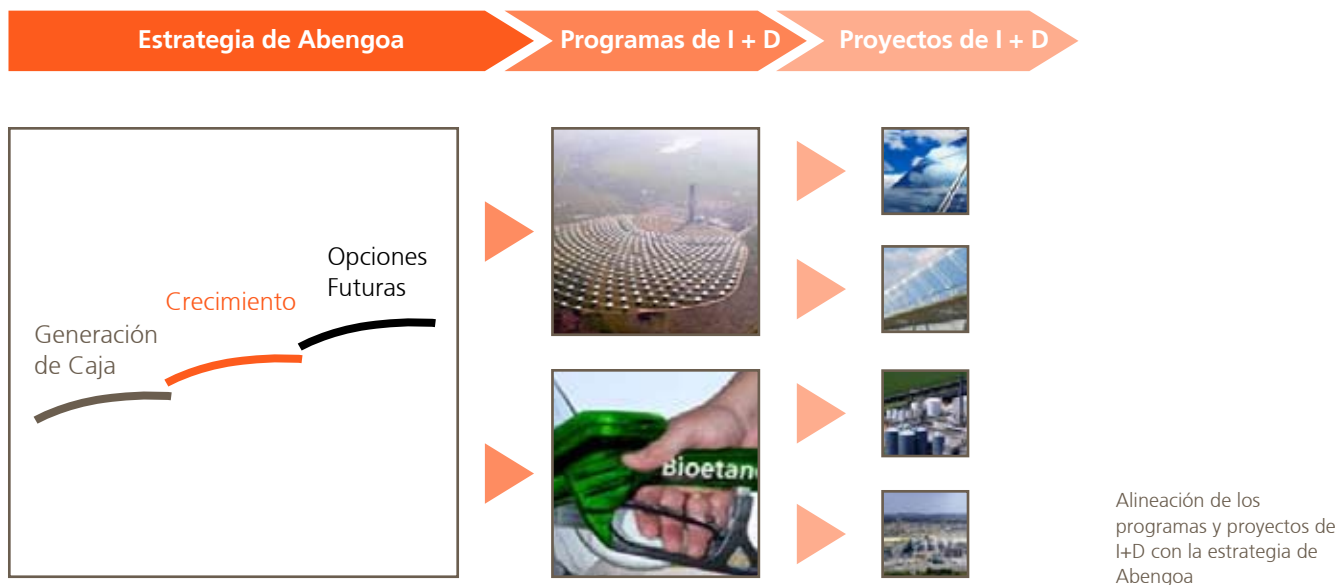 Estrategia de Abengoa
Programas de I + D
Proyectos de I + D
Generación
de Caja
Crecimiento
Opciones
Futuras
Bioetan
Alineación de los
programas y proyectos de
I+D con la estrategia de
Abengoa